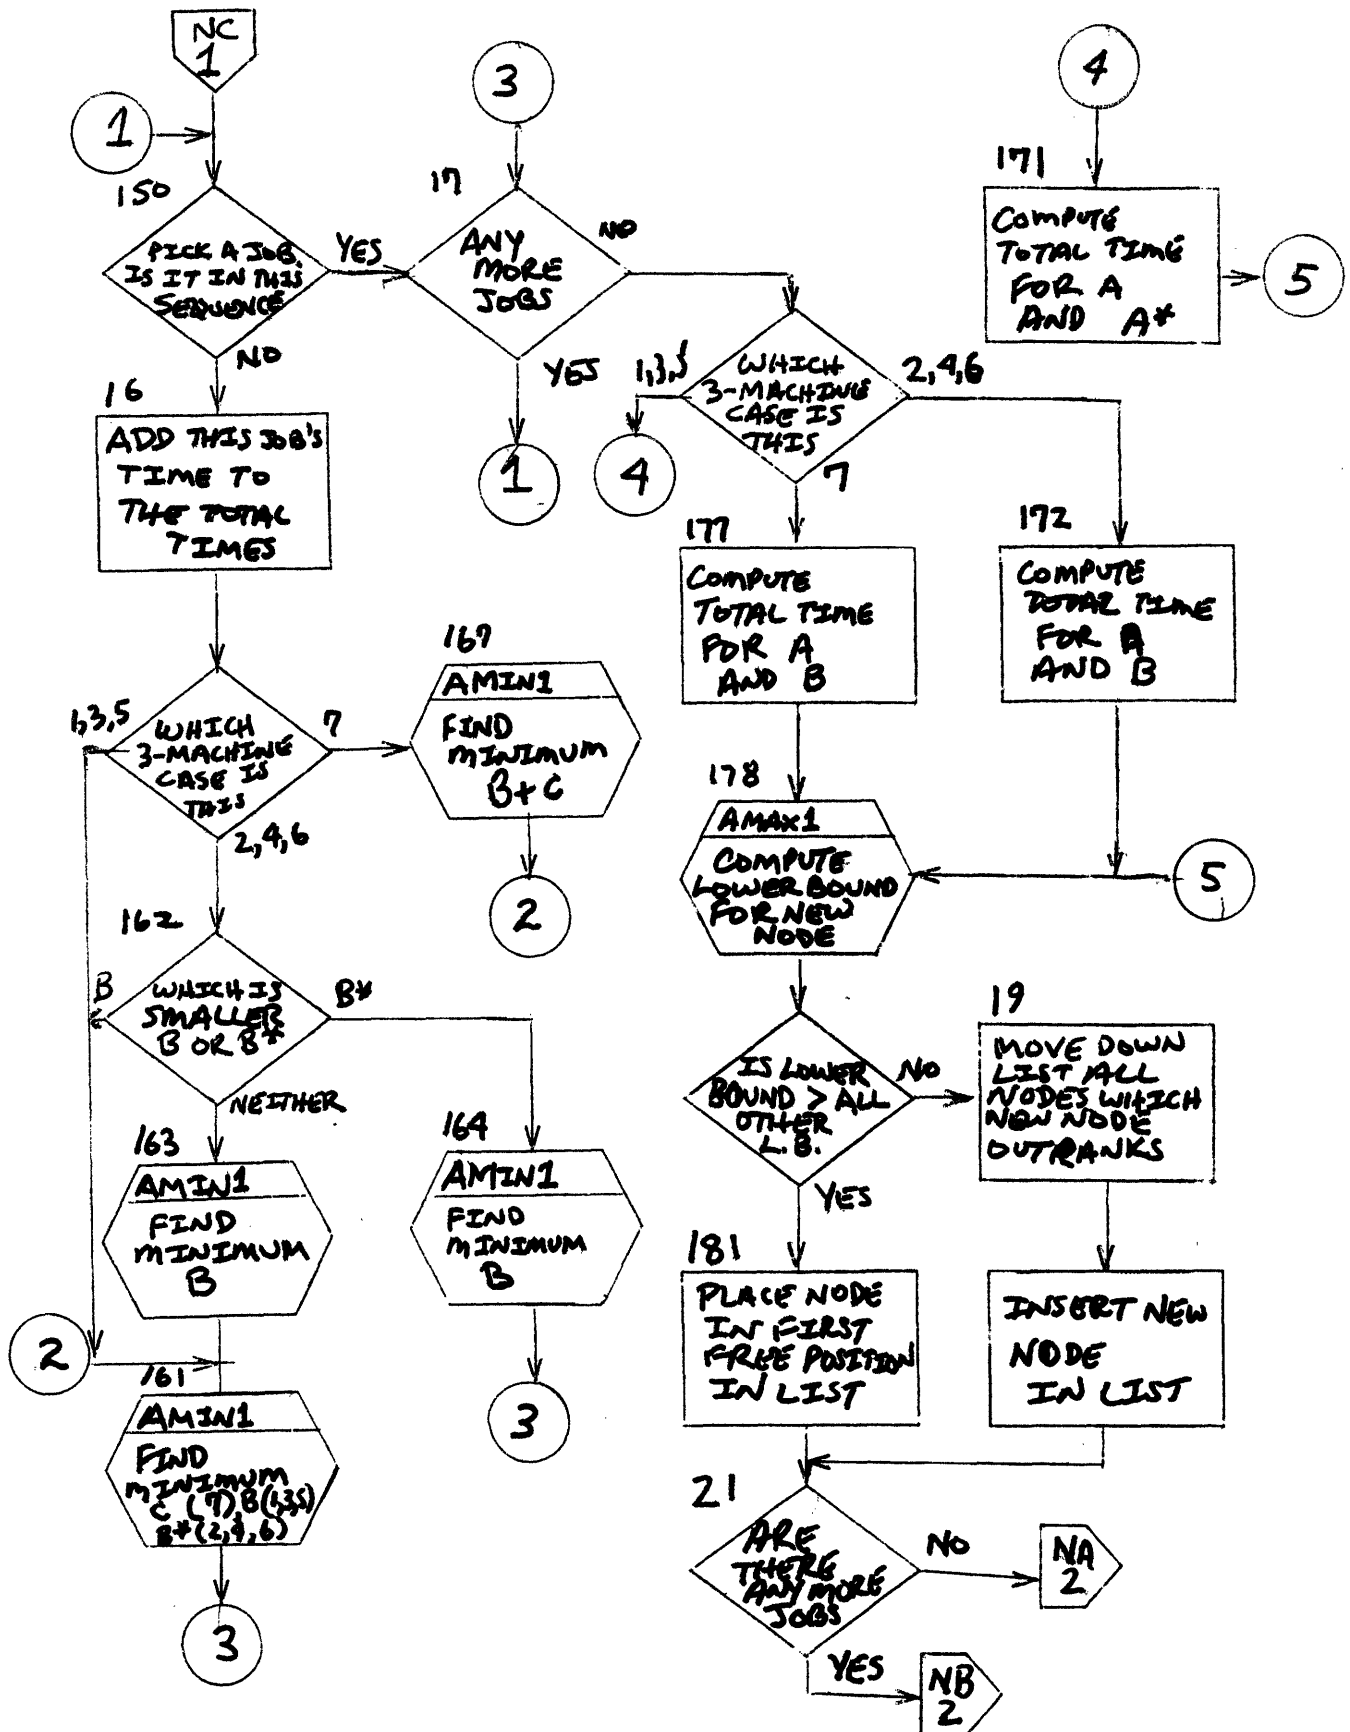 NC
1
1
150
PICK A JOB.
IS IT IN THIS
SEQUENCE
YES
NO
16
ADD THIS JOB'S
TIME TO
THE TOTAL
TIMES
1,3,5
WHICH
3-MACHINE
CASE IS
THIS
7
2,4,6
167
AMIN1
FIND
MINIMUM
B+C
2
162
B
WHICH IS
SMALLER
B OR B*
B*
NEITHER
163
AMIN1
FIND
MINIMUM
B
164
AMIN1
FIND
MINIMUM
B
3
2
161
AMIN1
FIND
MINIMUM
C (7), B(1,3,5)
B*(2,4,6)
3
3
17
ANY
MORE
JOBS
NO
YES
1
1,3,5
WHICH
3-MACHINE
CASE IS
THIS
2,4,6
7
4
4
171
COMPUTE
TOTAL TIME
FOR A
AND A*
5
177
COMPUTE
TOTAL TIME
FOR A
AND B
172
COMPUTE
TOTAL TIME
FOR A
AND B
178
AMAX1
COMPUTE
LOWER BOUND
FOR NEW
NODE
5
IS LOWER
BOUND > ALL
OTHER
L.B.
NO
YES
19
MOVE DOWN
LIST ALL
NODES WHICH
NEW NODE
OUTRANKS
181
PLACE NODE
IN FIRST
FREE POSITION
IN LIST
INSERT NEW
NODE
IN LIST
21
ARE
THERE
ANY MORE
JOBS
NO
NA
2
YES
NB
2